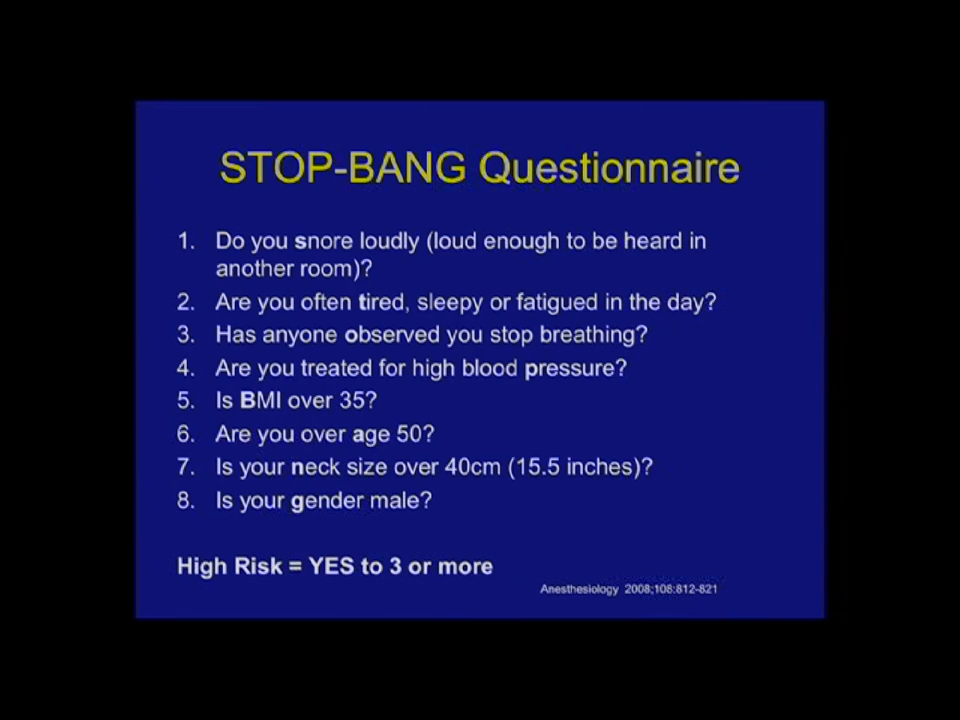 STOP-BANG Questionnaire
1. Do you snore loudly (loud enough to be heard in
another room)?
2. Are you often tired, sleepy or fatigued in the day?
3. Has anyone observed you stop breathing?
4. Are you treated for high blood pressure?
5. Is BMI over 35?
6. Are you over age 50?
7. Is your neck size over 40cm (15.5 inches)?
8. Is your gender male?
High Risk = YES to 3 or more
Anesthesiology 2008;108:812-821